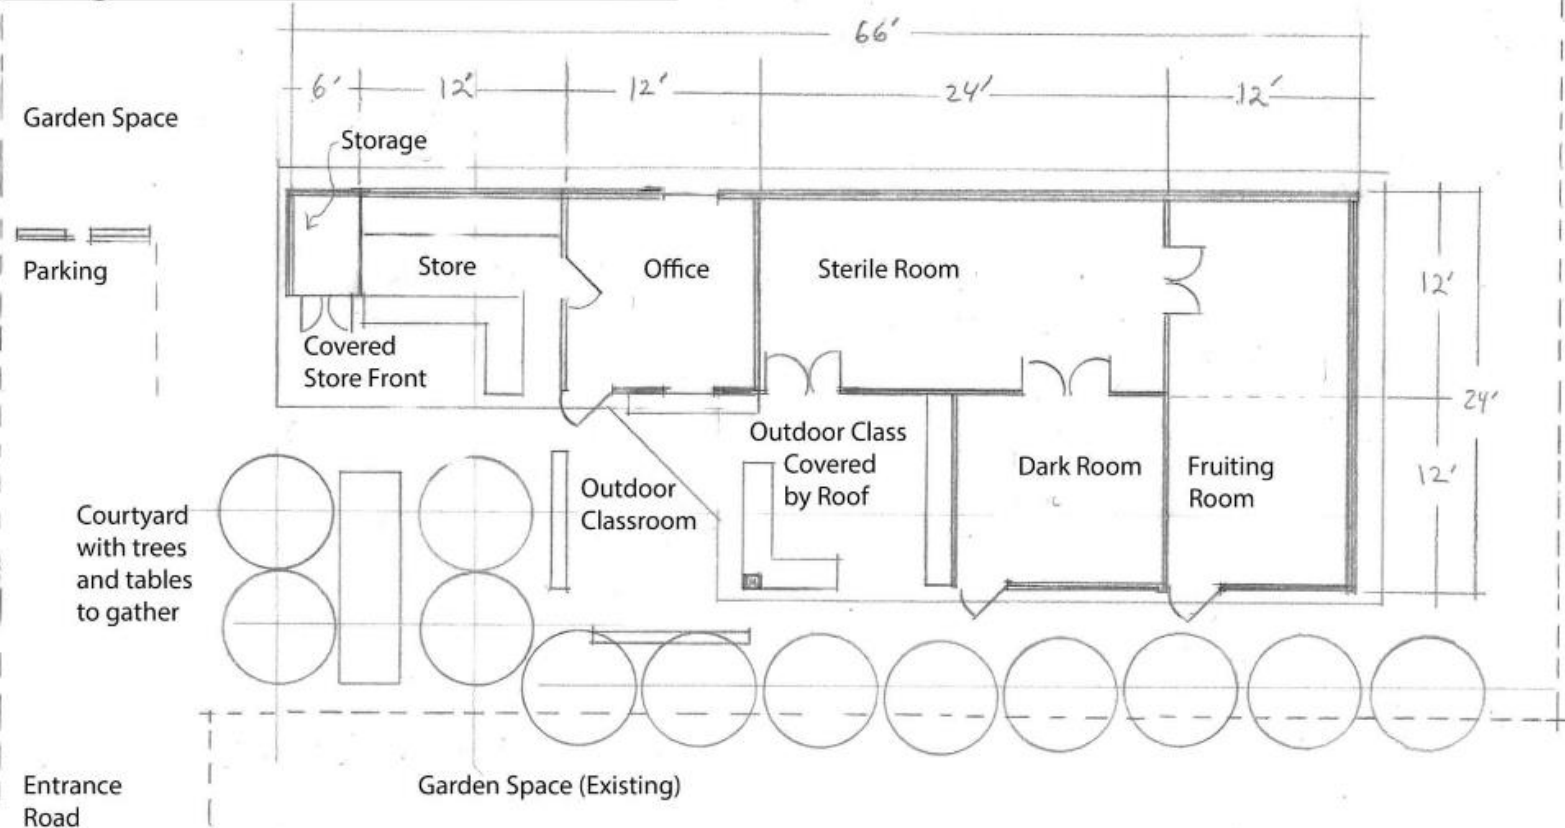 66'
6'
12'
12'
24'
12'
Garden Space
Storage
Parking
Store
Office
Sterile Room
12'
Covered
Store Front
24'
Outdoor Class
Covered
by Roof
Dark Room
Fruiting
Room
12'
Outdoor
Classroom
Courtyard
with trees
and tables
to gather
Entrance
Road
Garden Space (Existing)